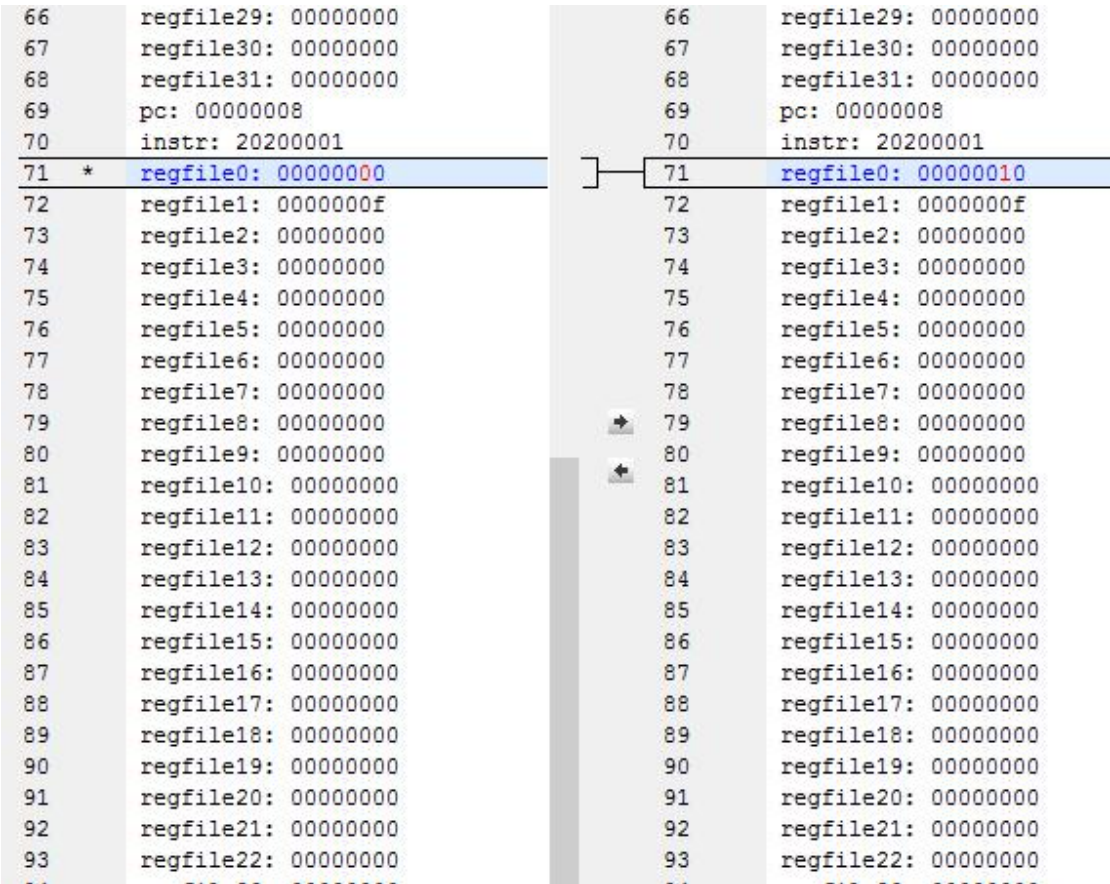 66 regfile29: 00000000
67 regfile30: 00000000
68 regfile31: 00000000
69 pc: 00000008
70 instr: 20200001
71 * regfile0: 00000000
72 regfile1: 0000000f
73 regfile2: 00000000
74 regfile3: 00000000
75 regfile4: 00000000
76 regfile5: 00000000
77 regfile6: 00000000
78 regfile7: 00000000
79 regfile8: 00000000
80 regfile9: 00000000
81 regfile10: 00000000
82 regfile11: 00000000
83 regfile12: 00000000
84 regfile13: 00000000
85 regfile14: 00000000
86 regfile15: 00000000
87 regfile16: 00000000
88 regfile17: 00000000
89 regfile18: 00000000
90 regfile19: 00000000
91 regfile20: 00000000
92 regfile21: 00000000
93 regfile22: 00000000
66 regfile29: 00000000
67 regfile30: 00000000
68 regfile31: 00000000
69 pc: 00000008
70 instr: 20200001
71 regfile0: 00000010
72 regfile1: 0000000f
73 regfile2: 00000000
74 regfile3: 00000000
75 regfile4: 00000000
76 regfile5: 00000000
77 regfile6: 00000000
78 regfile7: 00000000
79 regfile8: 00000000
80 regfile9: 00000000
81 regfile10: 00000000
82 regfile11: 00000000
83 regfile12: 00000000
84 regfile13: 00000000
85 regfile14: 00000000
86 regfile15: 00000000
87 regfile16: 00000000
88 regfile17: 00000000
89 regfile18: 00000000
90 regfile19: 00000000
91 regfile20: 00000000
92 regfile21: 00000000
93 regfile22: 00000000